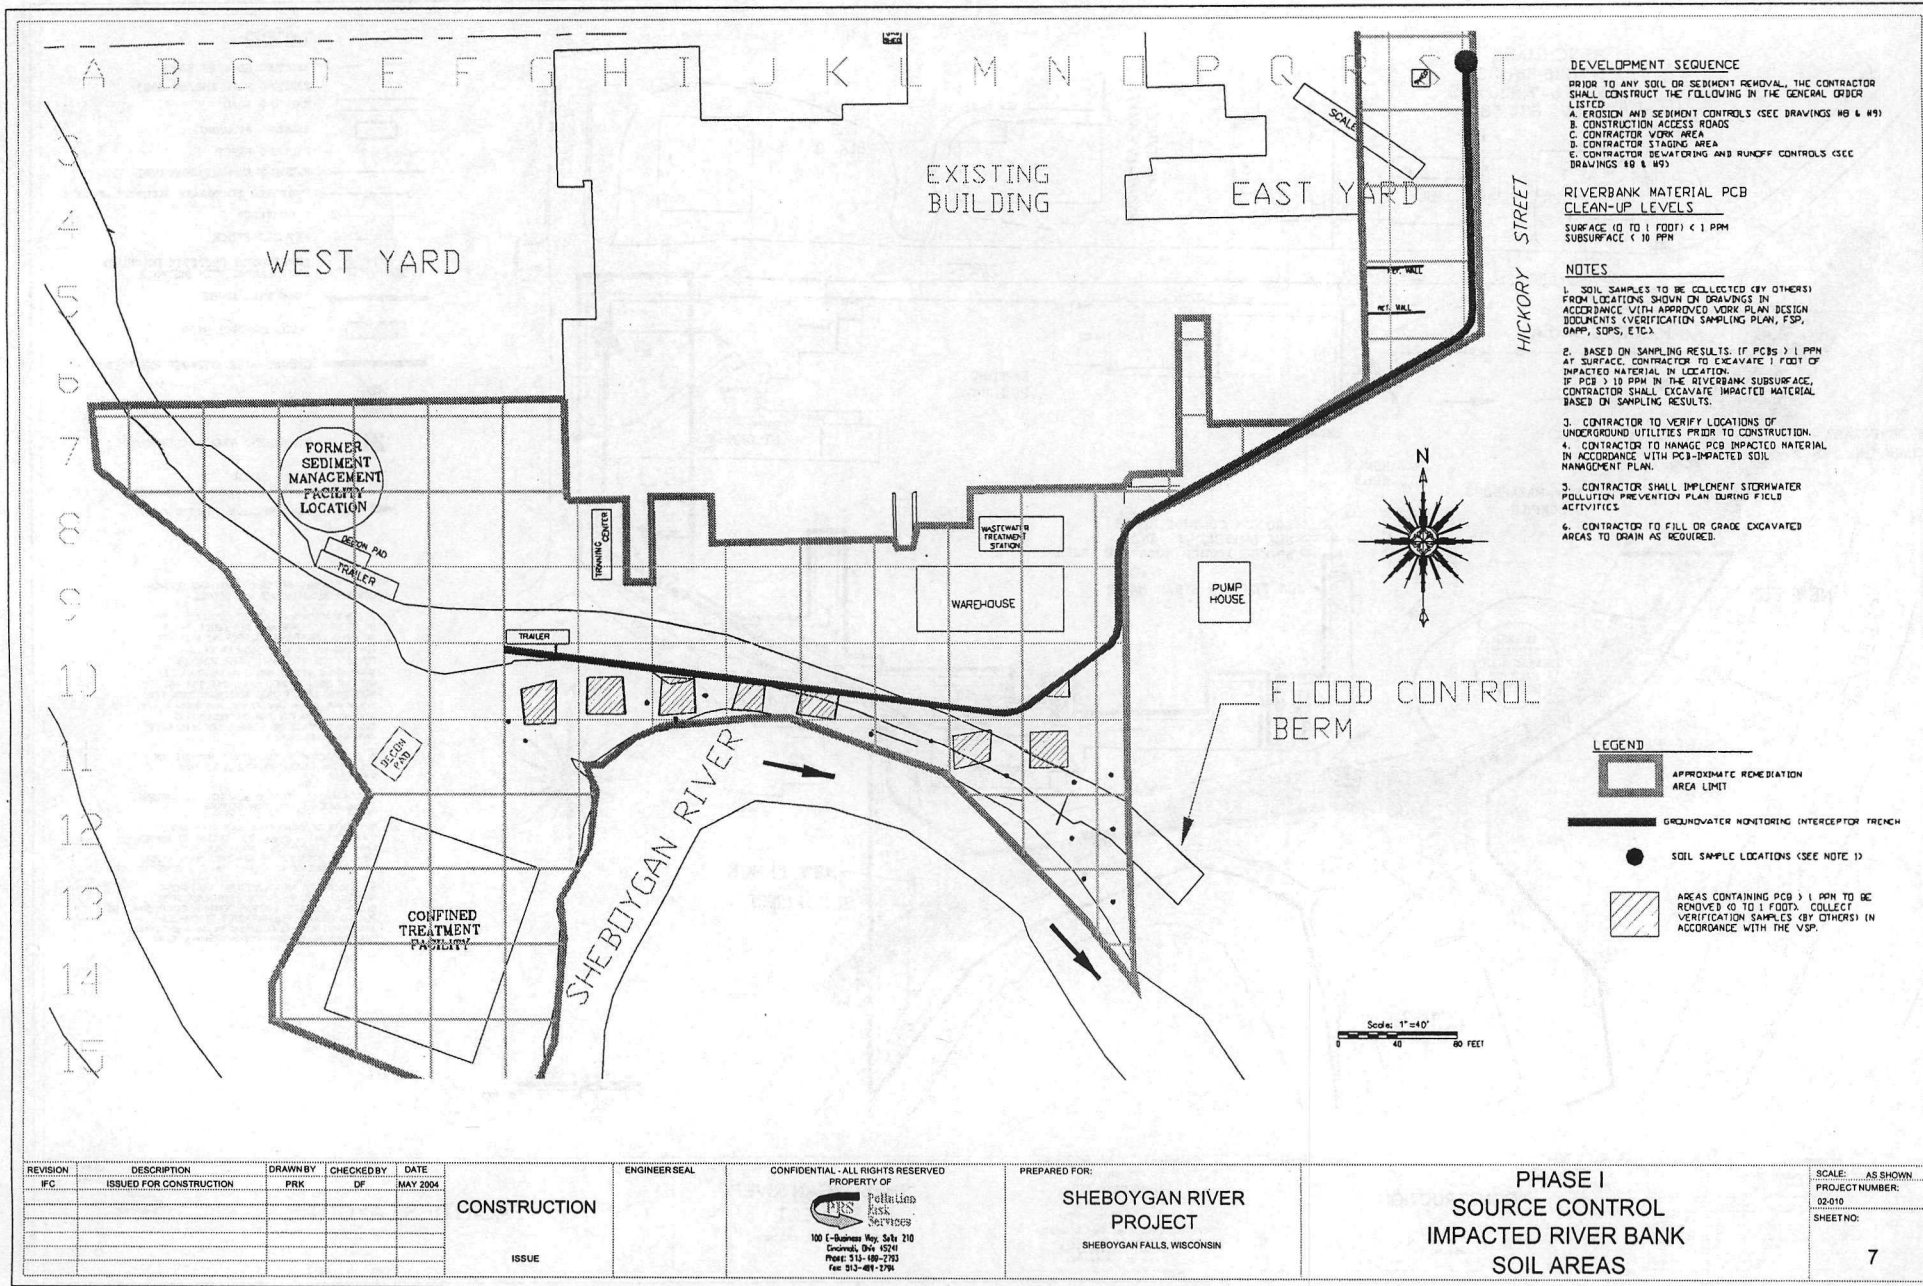 A B C D E F G H I J K L M N O P Q R S T
3
4
5
6
7
8
9
10
11
12
13
14
15
WEST YARD
EXISTING
BUILDING
EAST YARD
SCALE
HICKORY STREET
RET. WALL
RET. WALL
FORMER
SEDIMENT
MANAGEMENT
FACILITY
LOCATION
DECON PAD
TRAILER
TRAINING
CENTER
WASTEWATER
TREATMENT
STATION
WAREHOUSE
PUMP
HOUSE
N
TRAILER
FLOOD CONTROL
BERM
DECON
PAD
SHEBOYGAN RIVER
CONFINED
TREATMENT
FACILITY
Scale: 1"=40'
0 40 80 FEET
DEVELOPMENT SEQUENCE
PRIOR TO ANY SOIL OR SEDIMENT REMOVAL, THE CONTRACTOR
SHALL CONSTRUCT THE FOLLOWING IN THE GENERAL ORDER
LISTED
A. EROSION AND SEDIMENT CONTROLS (SEE DRAWINGS #8 & #9)
B. CONSTRUCTION ACCESS ROADS
C. CONTRACTOR WORK AREA
D. CONTRACTOR STAGING AREA
E. CONTRACTOR DEWATERING AND RUNOFF CONTROLS (SEE
DRAWINGS #8 & #9)
RIVERBANK MATERIAL PCB
CLEAN-UP LEVELS
SURFACE (0 TO 1 FOOT) < 1 PPM
SUBSURFACE < 10 PPM
NOTES
1. SOIL SAMPLES TO BE COLLECTED (BY OTHERS)
FROM LOCATIONS SHOWN ON DRAWINGS IN
ACCORDANCE WITH APPROVED WORK PLAN DESIGN
DOCUMENTS (VERIFICATION SAMPLING PLAN, FSP,
QAPP, SOPS, ETC.).
2. BASED ON SAMPLING RESULTS. IF PCBs > 1 PPM
AT SURFACE, CONTRACTOR TO EXCAVATE 1 FOOT OF
IMPACTED MATERIAL IN LOCATION.
IF PCB > 10 PPM IN THE RIVERBANK SUBSURFACE,
CONTRACTOR SHALL EXCAVATE IMPACTED MATERIAL
BASED ON SAMPLING RESULTS.
3. CONTRACTOR TO VERIFY LOCATIONS OF
UNDERGROUND UTILITIES PRIOR TO CONSTRUCTION.
4. CONTRACTOR TO MANAGE PCB IMPACTED MATERIAL
IN ACCORDANCE WITH PCB-IMPACTED SOIL
MANAGEMENT PLAN.
5. CONTRACTOR SHALL IMPLEMENT STORMWATER
POLLUTION PREVENTION PLAN DURING FIELD
ACTIVITIES.
6. CONTRACTOR TO FILL OR GRADE EXCAVATED
AREAS TO DRAIN AS REQUIRED.
LEGEND
APPROXIMATE REMEDIATION
AREA LIMIT
GROUNDWATER MONITORING INTERCEPTOR TRENCH
SOIL SAMPLE LOCATIONS (SEE NOTE 1)
AREAS CONTAINING PCB > 1 PPM TO BE
REMOVED (0 TO 1 FOOT). COLLECT
VERIFICATION SAMPLES (BY OTHERS) IN
ACCORDANCE WITH THE VSP.
REVISION DESCRIPTION DRAWN BY CHECKED BY DATE
IFC ISSUED FOR CONSTRUCTION PRK DF MAY 2004
CONSTRUCTION
ISSUE
ENGINEER SEAL
CONFIDENTIAL - ALL RIGHTS RESERVED
PROPERTY OF
PRS
Pollution
Risk
Services
100 E-Business Way, Suite 210
Cincinnati, Ohio 45241
PREPARED FOR:
SHEBOYGAN RIVER
PROJECT
SHEBOYGAN FALLS, WISCONSIN
PHASE I
SOURCE CONTROL
IMPACTED RIVER BANK
SOIL AREAS
SCALE: AS SHOWN
PROJECT NUMBER:
02-010
SHEET NO:
7